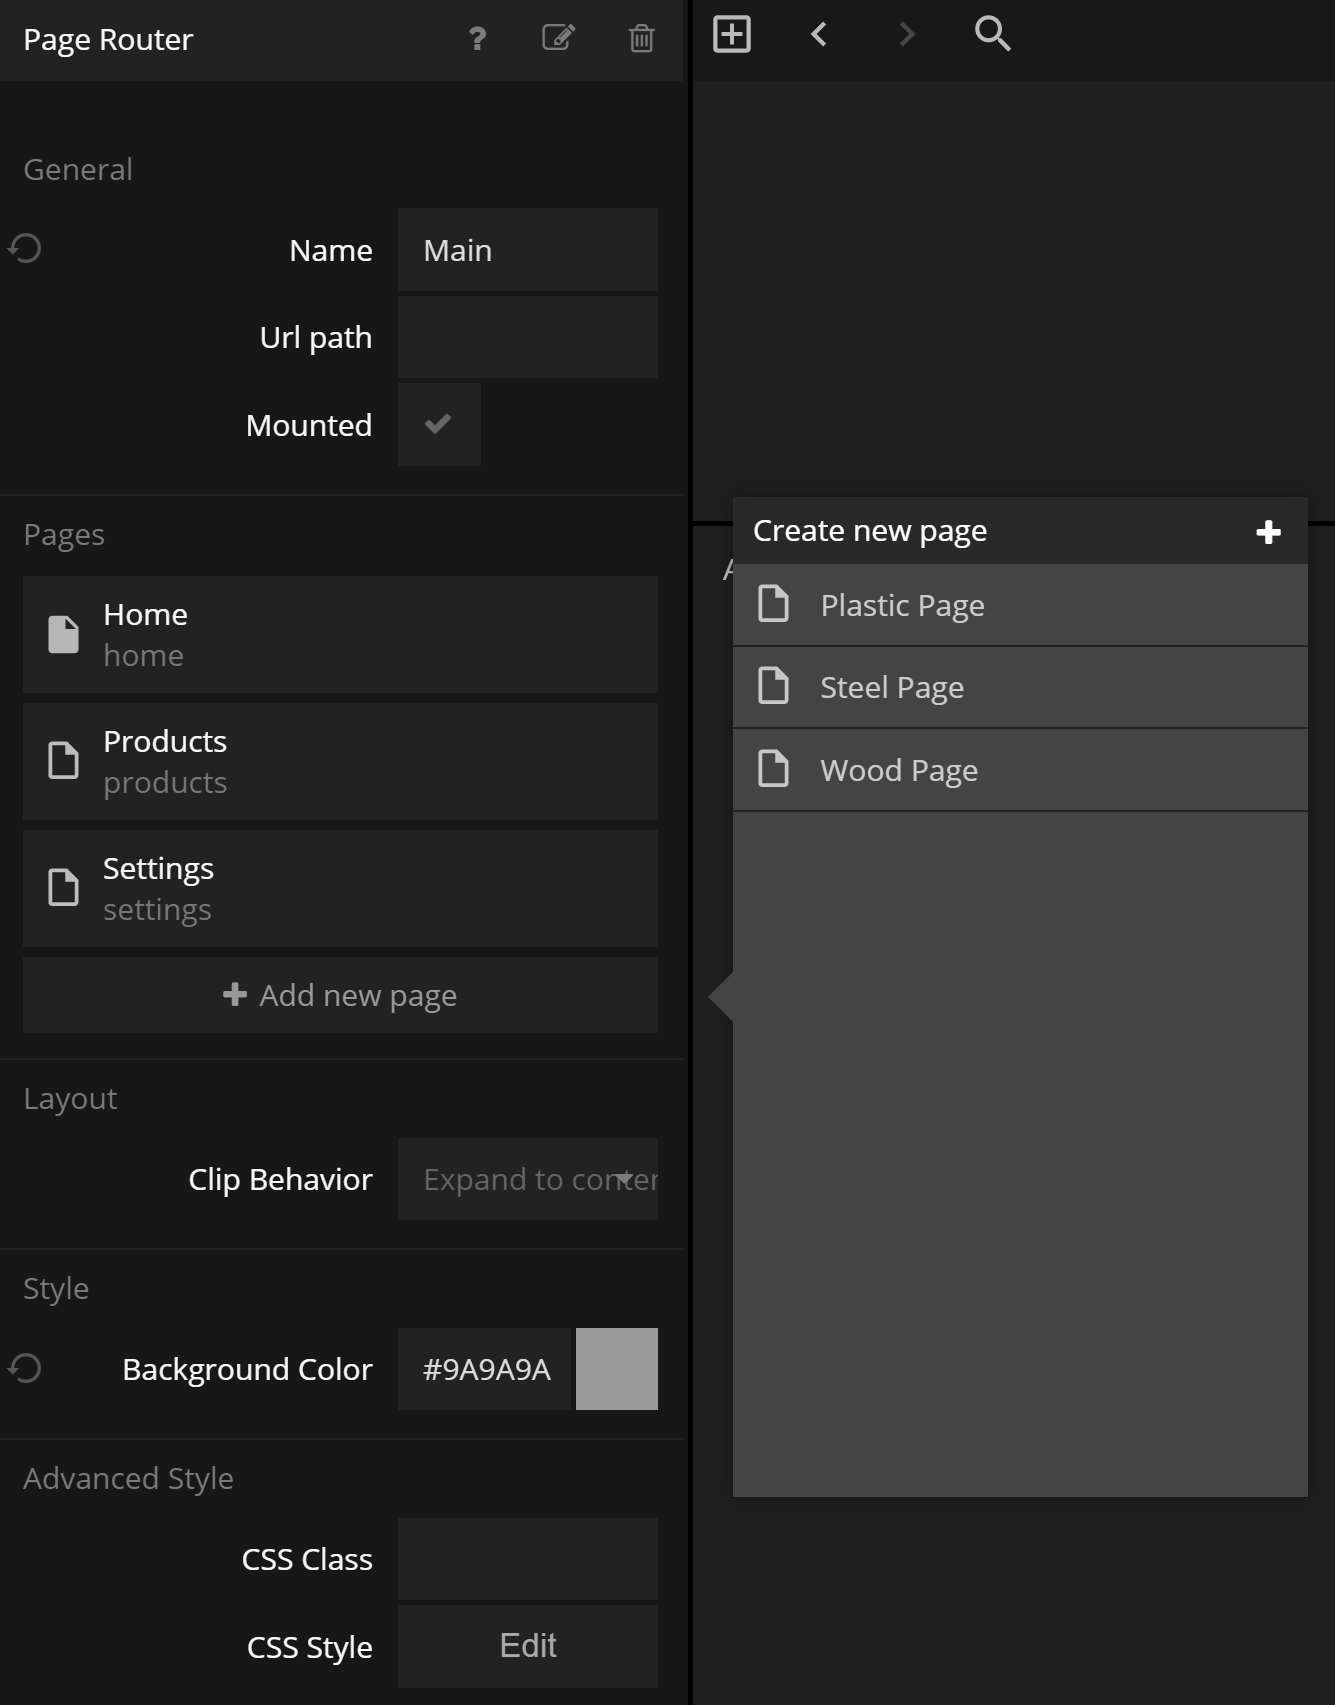 Page Router
?
General
Name
Main
Url path
Mounted
Pages
Home
home
Products
products
Settings
settings
Add new page
Layout
Clip Behavior
Expand to
Style
Background Color
#9A9A9A
Advanced Style
CSS Class
CSS Style
Edit
Create new page
Plastic Page
Steel Page
Wood Page